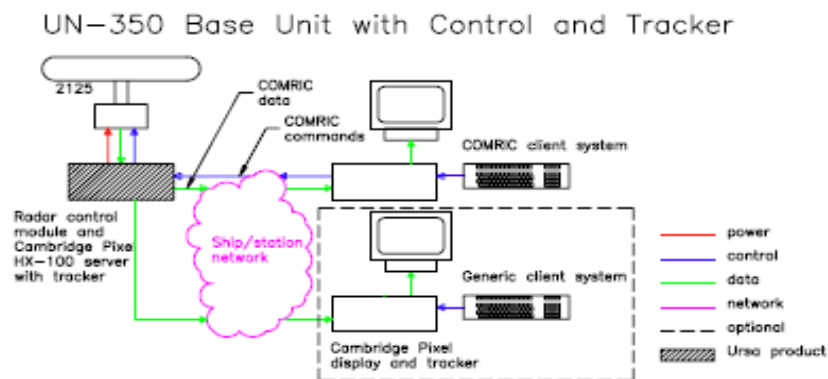 UN-350 Base Unit with Control and Tracker
2125
COMRIC
data
COMRIC
commands
COMRIC client system
Radar control
module and
Cambridge Pixel
HX-100 server
with tracker
Ship/station
network
Generic client system
Cambridge Pixel
display and tracker
power
control
data
network
optional
Ursa product